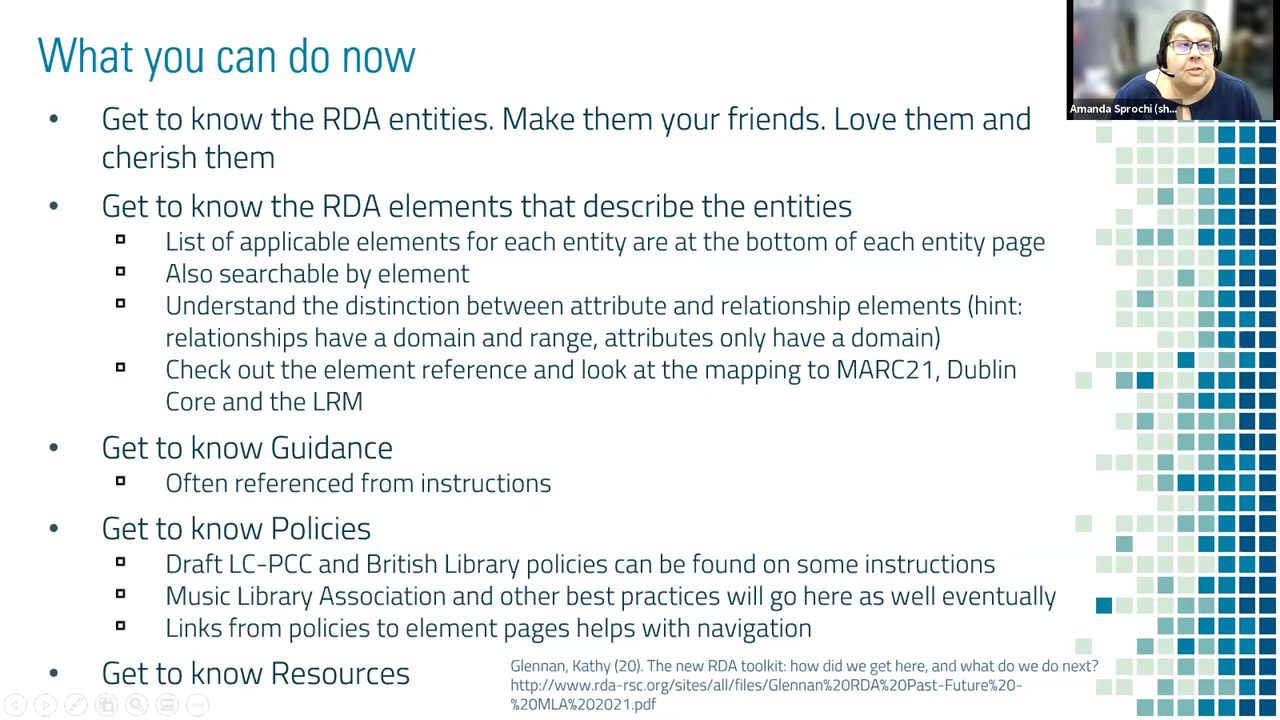 What you can do now
• Get to know the RDA entities. Make them your friends. Love them and
cherish them
• Get to know the RDA elements that describe the entities
List of applicable elements for each entity are at the bottom of each entity page
Also searchable by element
Understand the distinction between attribute and relationship elements (hint:
relationships have a domain and range, attributes only have a domain)
Check out the element reference and look at the mapping to MARC21, Dublin
Core and the LRM
• Get to know Guidance
Often referenced from instructions
• Get to know Policies
Draft LC-PCC and British Library policies can be found on some instructions
Music Library Association and other best practices will go here as well eventually
Links from policies to element pages helps with navigation
• Get to know Resources
Glennan, Kathy (20). The new RDA toolkit: how did we get here, and what do we do next?
http://www.rda-rsc.org/sites/all/files/Glennan%20RDA%20Past-Future%20-
%20MLA%202021.pdf
Amanda Sprochi (sh...